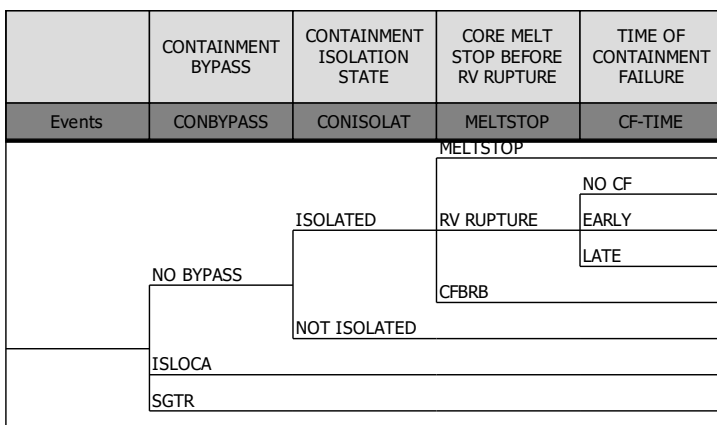 CONTAINMENT
BYPASS
CONTAINMENT
ISOLATION
STATE
CORE MELT
STOP BEFORE
RV RUPTURE
TIME OF
CONTAINMENT
FAILURE
Events
CONBYPASS
CONISOLAT
MELTSTOP
CF-TIME
MELTSTOP
NO CF
ISOLATED
RV RUPTURE
EARLY
LATE
NO BYPASS
CFBRB
NOT ISOLATED
ISLOCA
SGTR